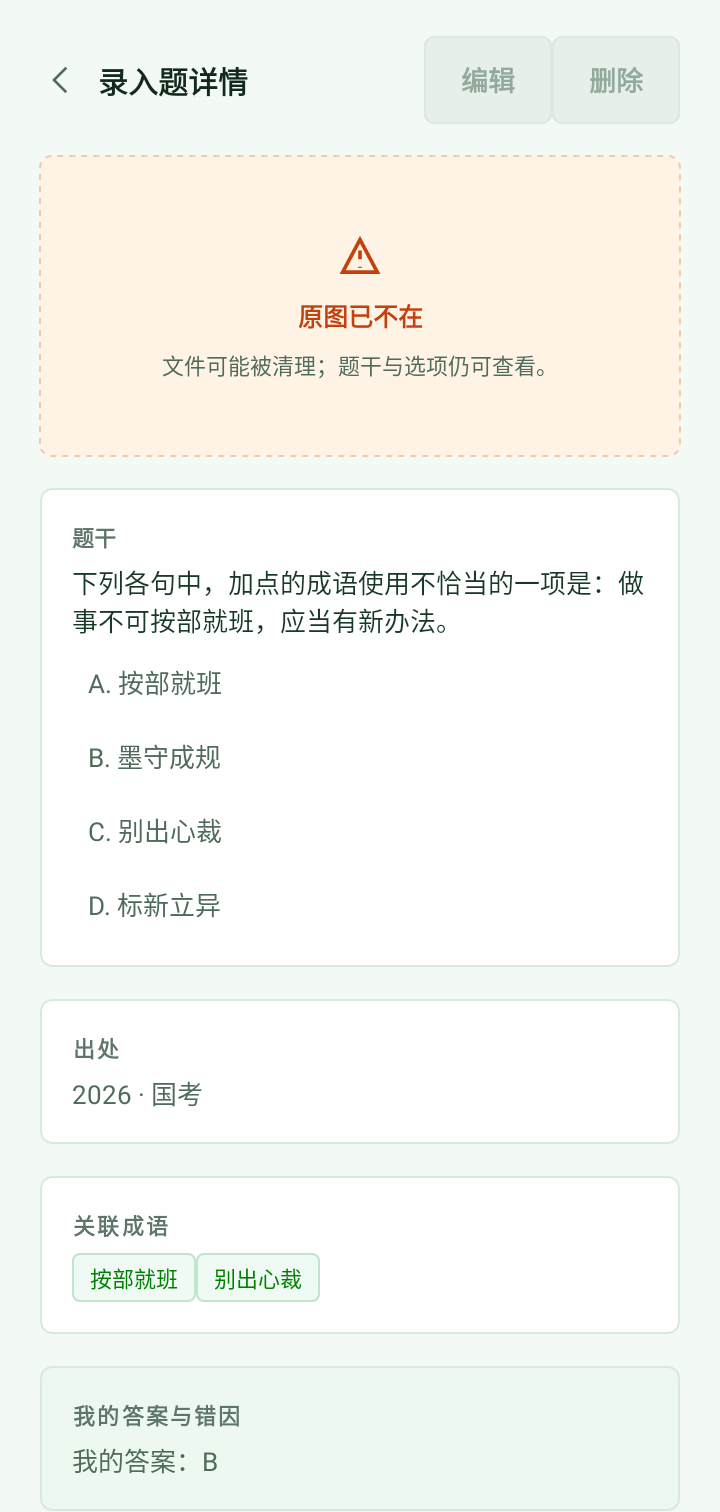 录入题详情
编辑
删除
原图已不在
文件可能被清理；题干与选项仍可查看。
题干
下列各句中，加点的成语使用不恰当的一项是：做
事不可按部就班，应当有新办法。
A. 按部就班
B. 墨守成规
C. 别出心裁
D. 标新立异
出处
2026 · 国考
关联成语
按部就班
别出心裁
我的答案与错因
我的答案：B